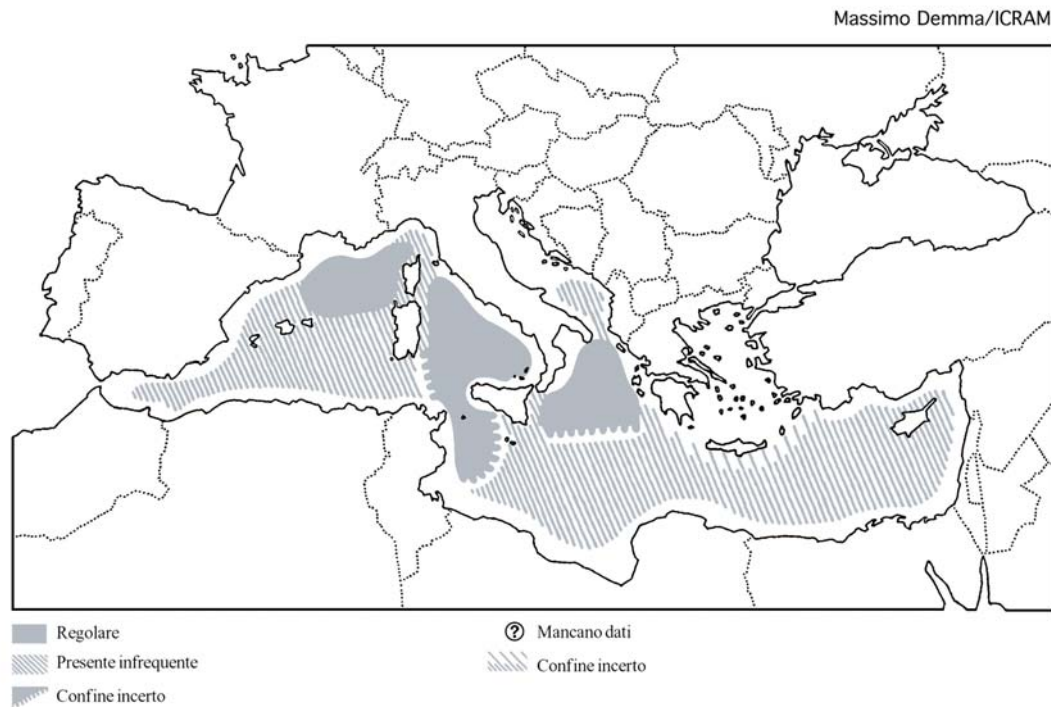 Massimo Demma/ICRAM
Regolare
Presente infrequente
Confine incerto
? Mancano dati
Confine incerto